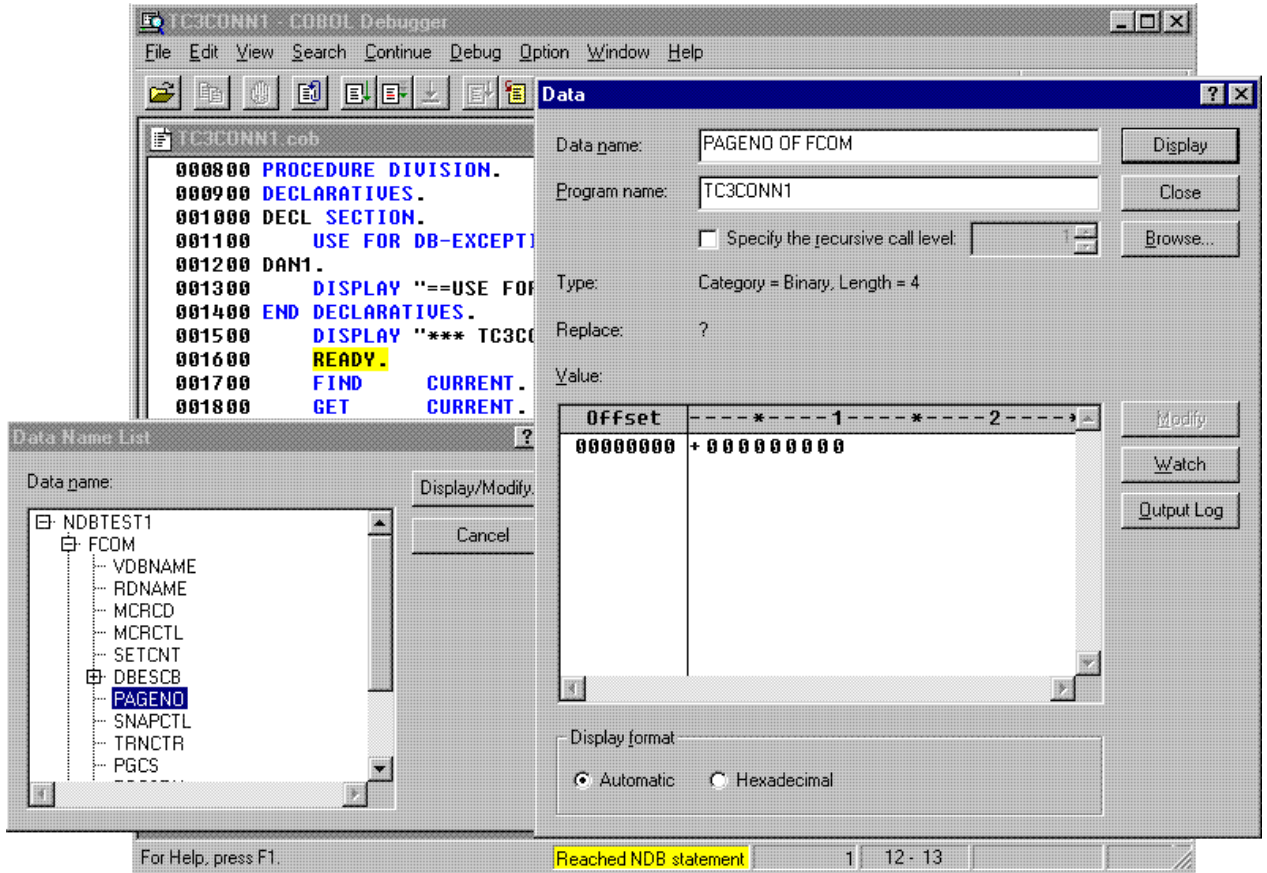 TC3CONN1 - COBOL Debugger
File Edit View Search Continue Debug Option Window Help
TC3CONN1.cob
000800 PROCEDURE DIVISION.
000900 DECLARATIVES.
001000 DECL SECTION.
001100 USE FOR DB-EXCEPTI
001200 DAN1.
001300 DISPLAY "==USE FOR
001400 END DECLARATIVES.
001500 DISPLAY "*** TC3CO
001600 READY.
001700 FIND CURRENT.
001800 GET CURRENT.
Data
Data name: PAGENO OF FCOM Display
Program name: TC3CONN1 Close
Specify the recursive call level: 1 Browse...
Type: Category = Binary, Length = 4
Replace: ?
Value:
Offset ----*----1----*----2----*
00000000 +000000000
Modify
Watch
Output Log
Display format
Automatic Hexadecimal
Data Name List
Data name:
Display/Modify.
Cancel
NDBTEST1
FCOM
VDBNAME
RDNAME
MCRCD
MCRCTL
SETCNT
DBESCB
PAGENO
SNAPCTL
TRNCTR
PGCS
For Help, press F1. Reached NDB statement 1 12 - 13